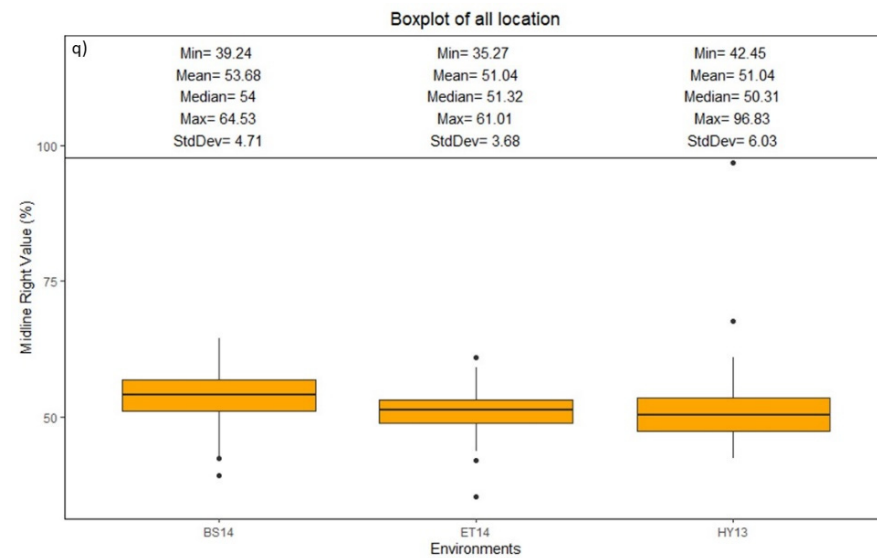 Boxplot of all location
q)
Min= 39.24
Mean= 53.68
Median= 54
Max= 64.53
StdDev= 4.71
Min= 35.27
Mean= 51.04
Median= 51.32
Max= 61.01
StdDev= 3.68
Min= 42.45
Mean= 51.04
Median= 50.31
Max= 96.83
StdDev= 6.03
Midline Right Value (%)
100
75
50
BS14
ET14
HY13
Environments